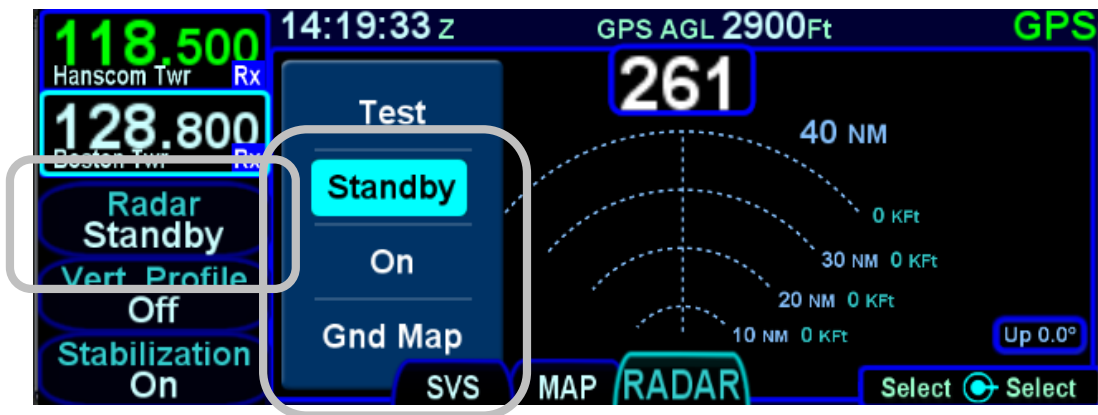 118.500
Hanscom Twr Rx
128.800
Boston Twr Rx
Radar
Standby
Vert Profile
Off
Stabilization
On
14:19:33 Z
GPS AGL 2900Ft
GPS
261
Test
Standby
On
Gnd Map
40 NM
0 KFt
30 NM 0 KFt
20 NM 0 KFt
10 NM 0 KFt
Up 0.0°
SVS
MAP
RADAR
Select Select